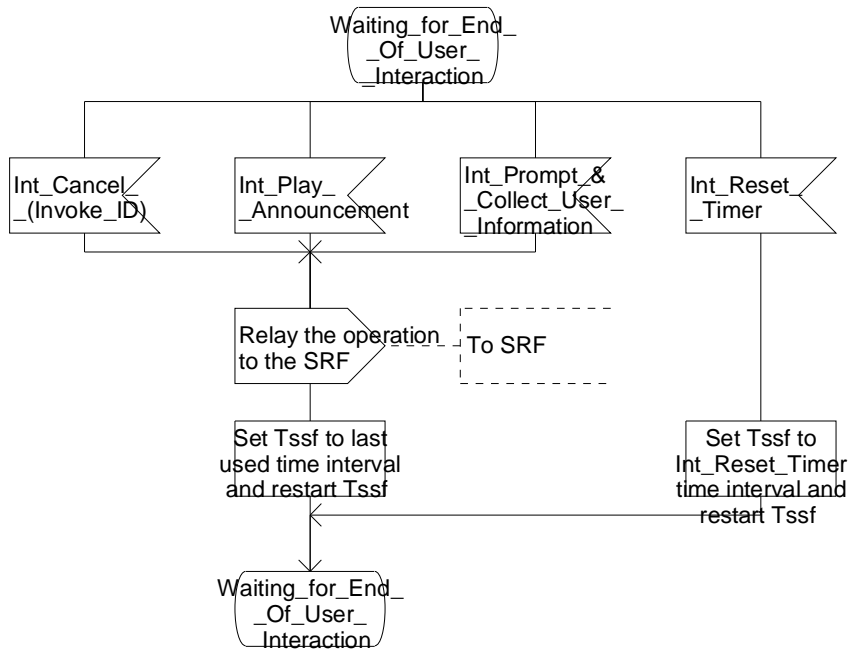 Waiting_for_End_
_Of_User_
_Interaction
Int_Cancel_
_(Invoke_ID)
Int_Play_
_Announcement
Int_Prompt_&
_Collect_User_
_Information
Int_Reset_
_Timer
Relay the operation
to the SRF
To SRF
Set Tssf to last
used time interval
and restart Tssf
Set Tssf to
Int_Reset_Timer
time interval and
restart Tssf
Waiting_for_End_
_Of_User_
_Interaction